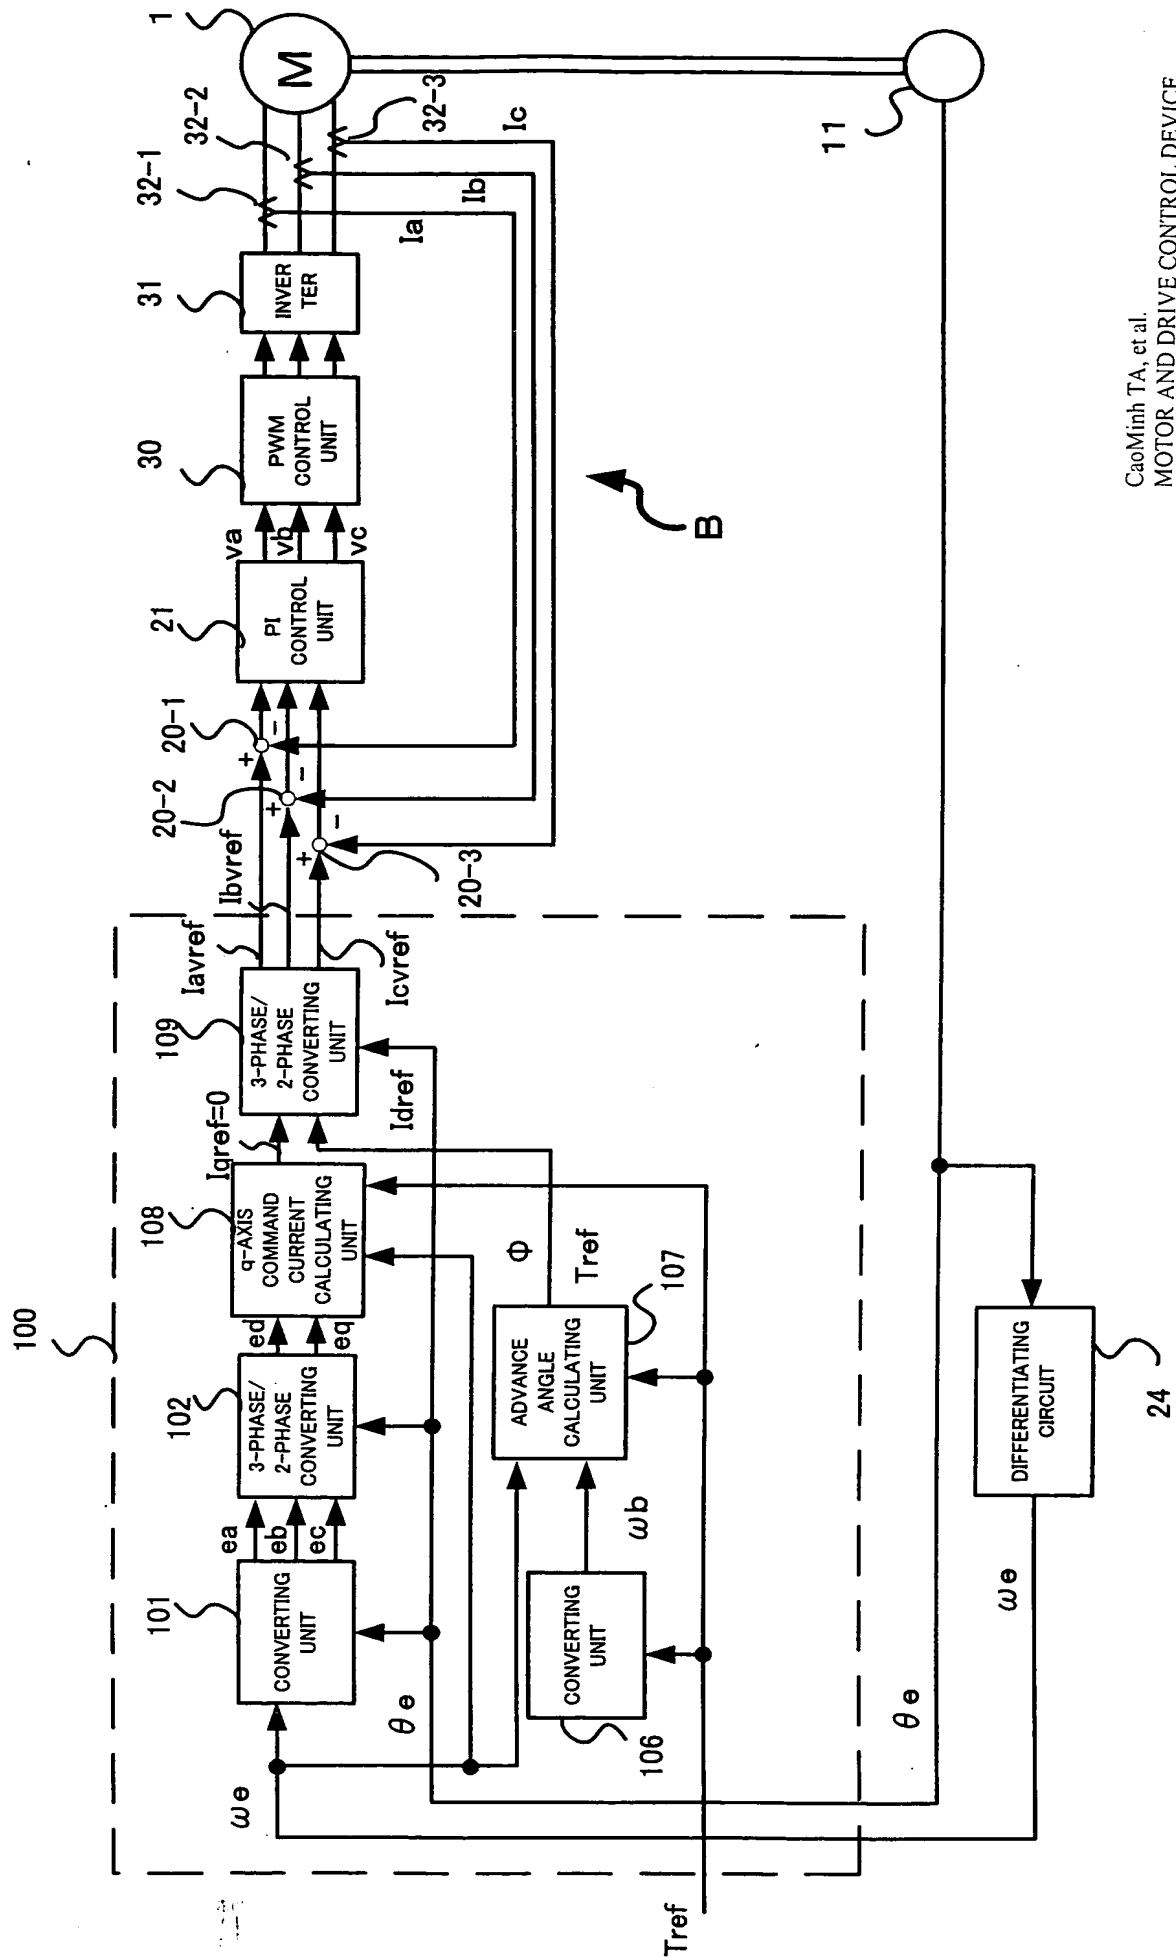 100
101
CONVERTING
UNIT
ωe
θe
ea
eb
ec
102
3-PHASE/
2-PHASE
CONVERTING
UNIT
ed
eq
108
q-AXIS
COMMAND
CURRENT
CALCULATING
UNIT
Iqref=0
109
3-PHASE/
2-PHASE
CONVERTING
UNIT
Idref
Iavref
Ibvref
Icvref
+
-
+
-
+
-
20-1
20-2
20-3
21
PI
CONTROL
UNIT
va
vb
vc
30
PWM
CONTROL
UNIT
31
INVER
TER
32-1
32-2
32-3
Ia
Ib
Ic
1
M
11
B
106
CONVERTING
UNIT
ωb
ADVANCE
ANGLE
CALCULATING
UNIT
107
Φ
Tref
Tref
θe
ωe
DIFFERENTIATING
CIRCUIT
24
CaoMinh TA, et al.
MOTOR AND DRIVE CONTROL DEVICE